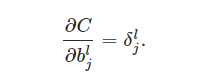 ∂C/∂b_j^l = δ_j^l.